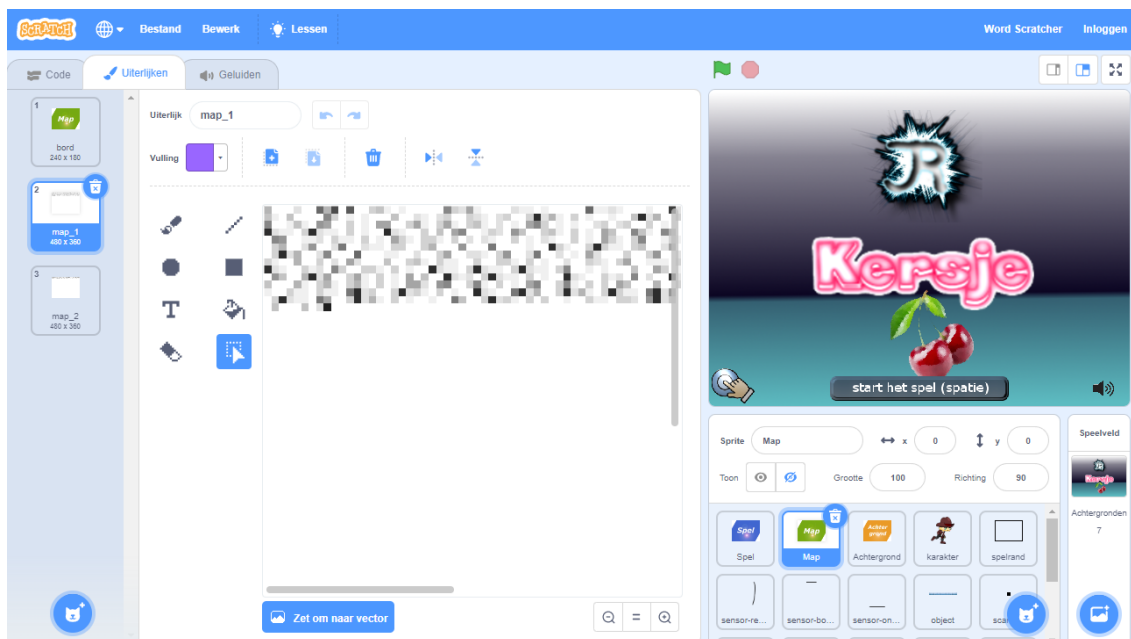 SCRATCH Bestand Bewerk Lessen Word Scratcher Inloggen
Code Uiterlijken Geluiden
1
Map
bord
240 x 180
2
map_1
480 x 360
3
map_2
480 x 360
Uiterlijk map_1
Vulling
T
Zet om naar vector
JR
Kersje
start het spel (spatie)
Sprite Map x 0 y 0
Toon Grootte 100 Richting 90
Spel
Spel
Map
Map
Achter
grond
Achtergrond
karakter
spelrand
sensor-re...
sensor-bo...
sensor-on...
object
Speelveld
Achtergronden
7